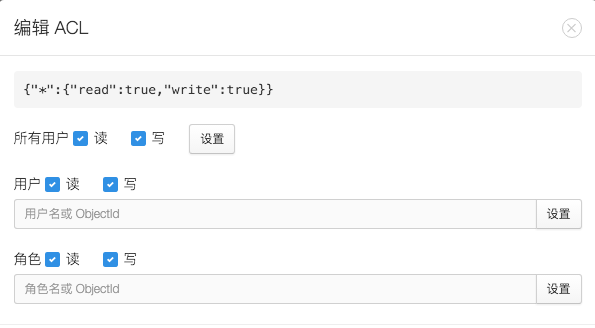 编辑 ACL
{"*":{"read":true,"write":true}}
所有用户 读 写 设置
用户 读 写
用户名或 ObjectId 设置
角色 读 写
角色名或 ObjectId 设置